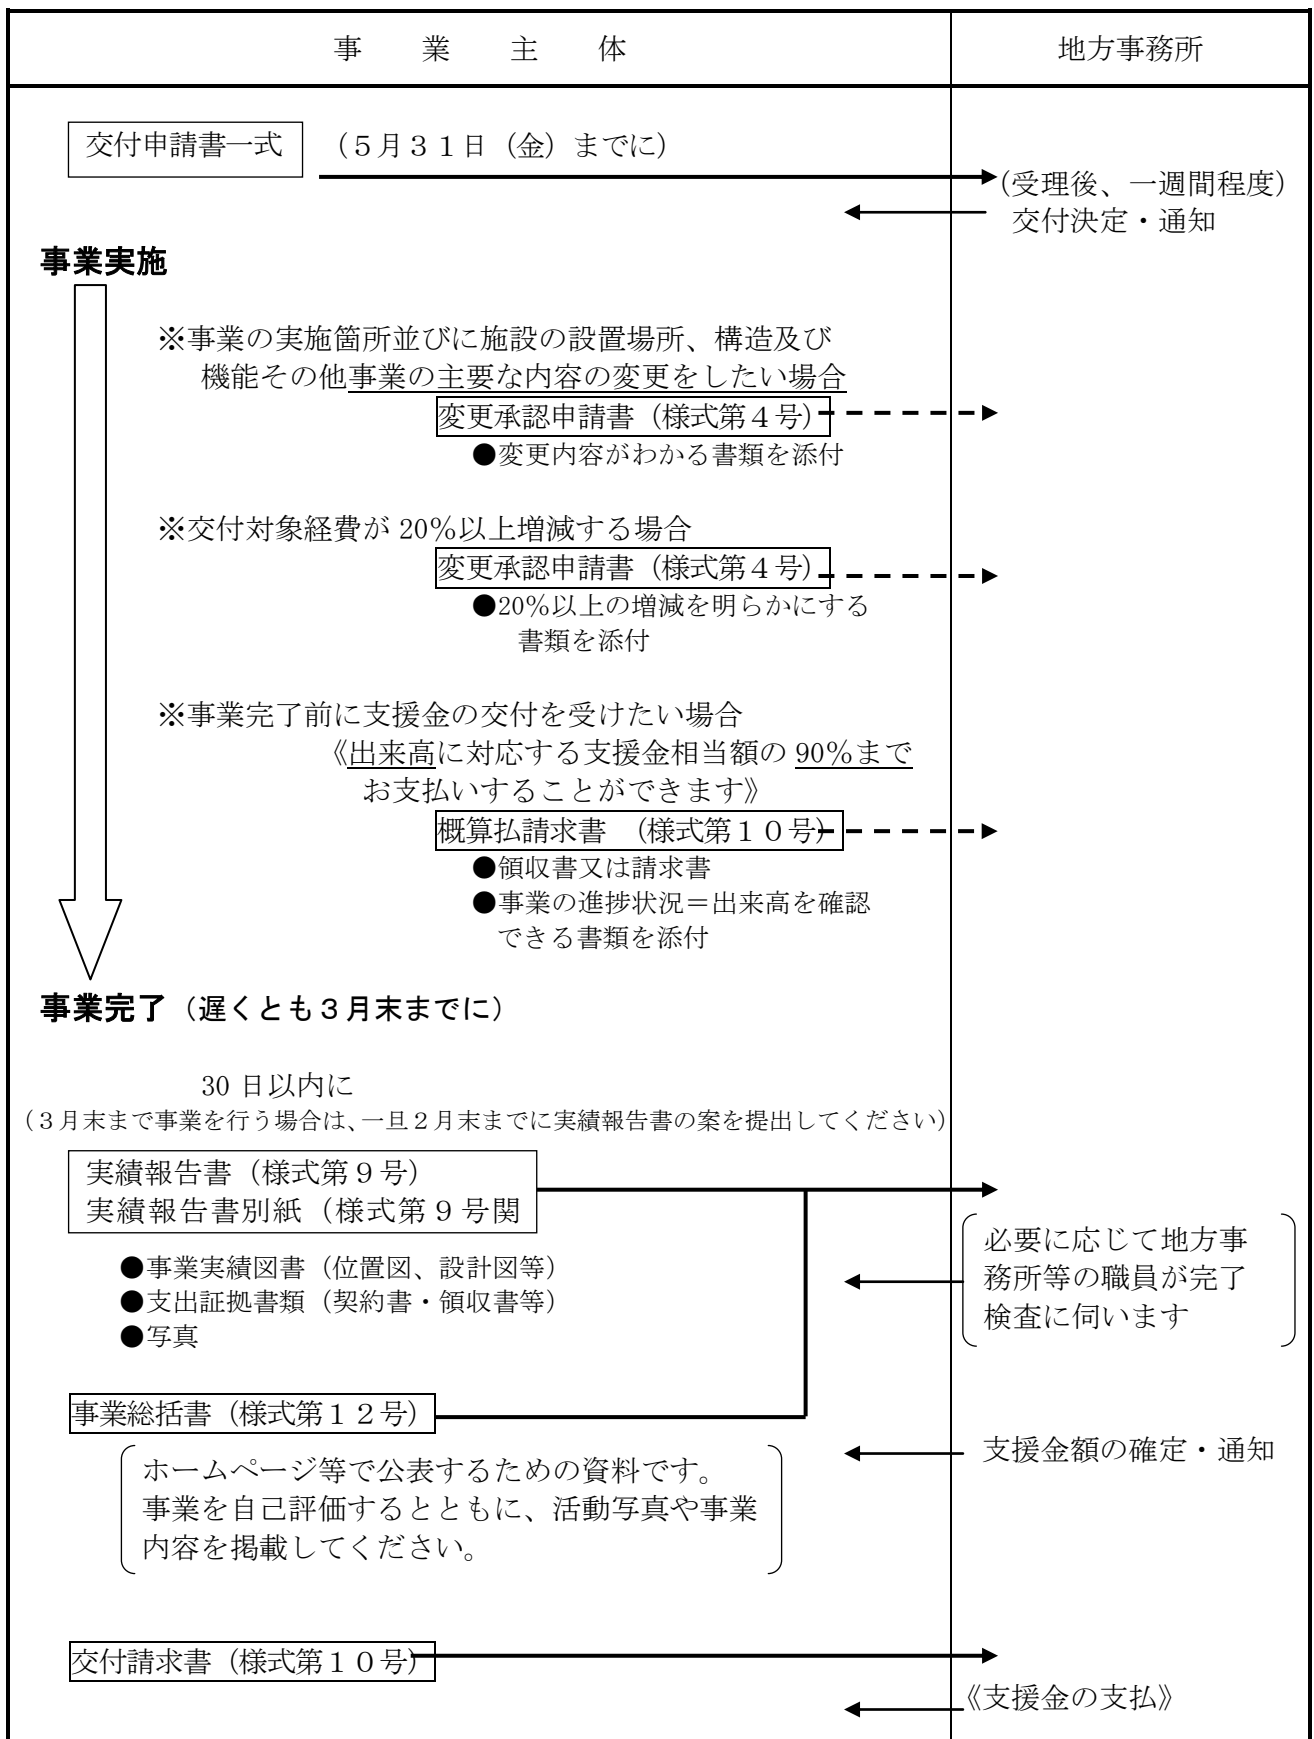 事　業　主　体
地方事務所
交付申請書一式
（５月３１日（金）までに）
（受理後、一週間程度）
交付決定・通知
事業実施
※事業の実施箇所並びに施設の設置場所、構造及び
機能その他事業の主要な内容の変更をしたい場合
変更承認申請書（様式第４号）
●変更内容がわかる書類を添付
※交付対象経費が 20％以上増減する場合
変更承認申請書（様式第４号）
●20％以上の増減を明らかにする
書類を添付
※事業完了前に支援金の交付を受けたい場合
《出来高に対応する支援金相当額の 90％まで
お支払いすることができます》
概算払請求書　（様式第１０号）
●領収書又は請求書
●事業の進捗状況＝出来高を確認
できる書類を添付
事業完了（遅くとも３月末までに）
30 日以内に
（３月末まで事業を行う場合は、一旦２月末までに実績報告書の案を提出してください）
実績報告書（様式第９号）
実績報告書別紙（様式第９号関
●事業実績図書（位置図、設計図等）
●支出証拠書類（契約書・領収書等）
●写真
必要に応じて地方事
務所等の職員が完了
検査に伺います
事業総括書（様式第１２号）
支援金額の確定・通知
ホームページ等で公表するための資料です。
事業を自己評価するとともに、活動写真や事業
内容を掲載してください。
交付請求書（様式第１０号）
《支援金の支払》